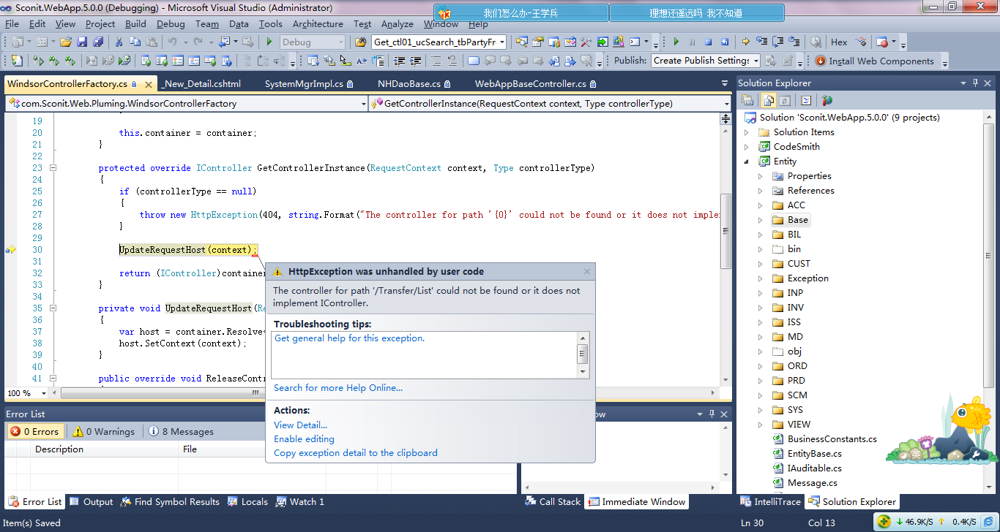 Sconit.WebApp.5.0.0 (Debugging) - Microsoft Visual Studio (Administrator)
我们怎么办-王学兵
理想还遥远吗 我不知道
File Edit View Project Build Debug Team Data Tools Architecture Test Analyze Window Help
Debug
Get_ctl01_ucSearch_tbPartyFr
Hex
Publish: Create Publish Settings
Install Web Components
WindsorControllerFactory.cs
_New_Detail.cshtml
SystemMgrImpl.cs
NHDaoBase.cs
WebAppBaseController.cs
com.Sconit.Web.Pluming.WindsorControllerFactory
GetControllerInstance(RequestContext context, Type controllerType)
19
20 this.container = container;
21 }
22
23 protected override IController GetControllerInstance(RequestContext context, Type controllerType)
24 {
25 if (controllerType == null)
26 {
27 throw new HttpException(404, string.Format("The controller for path '{0}' could not be found or it does not imple
28 }
29
30 UpdateRequestHost(context);
31
32 return (IController)container
33 }
34
35 private void UpdateRequestHost(Re
36 {
37 var host = container.Resolve
38 host.SetContext(context);
39 }
40
41 public override void ReleaseContr
100 %
HttpException was unhandled by user code
The controller for path '/Transfer/List' could not be found or it does not
implement IController.
Troubleshooting tips:
Get general help for this exception.
Search for more Help Online...
Actions:
View Detail...
Enable editing
Copy exception detail to the clipboard
Error List
0 Errors
0 Warnings
8 Messages
Description
File
ow
Error List
Output
Find Symbol Results
Locals
Watch 1
Call Stack
Immediate Window
Solution Explorer
Solution 'Sconit.WebApp.5.0.0' (9 projects)
Solution Items
CodeSmith
Entity
Properties
References
ACC
Base
BIL
bin
CUST
Exception
INP
INV
ISS
MD
obj
ORD
PRD
SCM
SYS
VIEW
BusinessConstants.cs
EntityBase.cs
IAuditable.cs
Message.cs
英
IntelliTrace
Solution Explorer
Item(s) Saved
Ln 30
Col 13
46.9K/S
0.4K/S